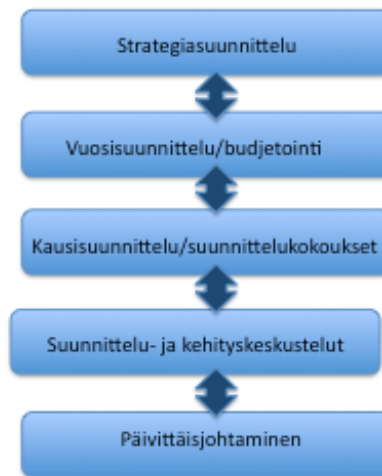 Strategiasuunnittelu
Vuosisuunnittelu/budjetointi
Kausisuunnittelu/suunnittelukokoukset
Suunnittelu- ja kehityskeskustelut
Päivittäisjohtaminen